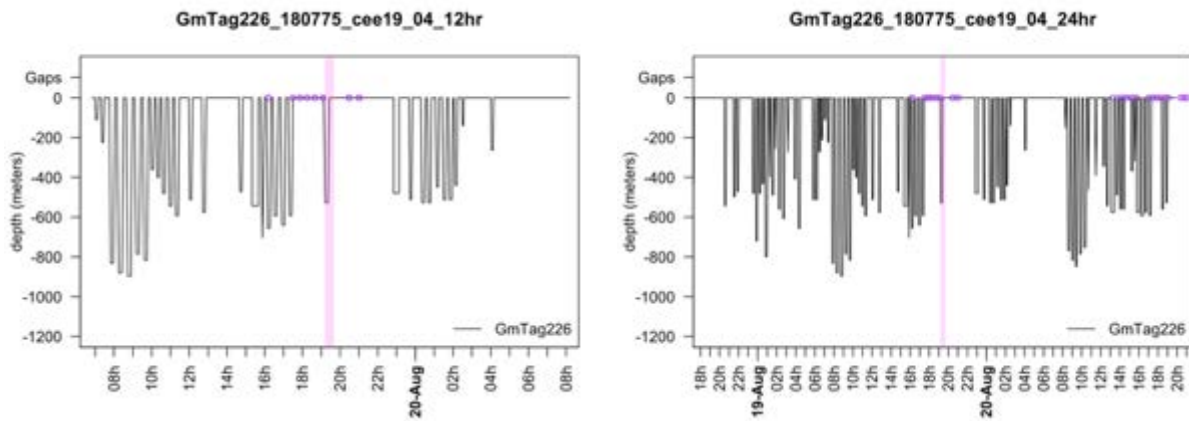 GmTag226_180775_cee19_04_12hr
Gaps
0
-200
-400
-600
-800
-1000
-1200
depth (meters)
GmTag226
08h 10h 12h 14h 16h 18h 20h 22h 20-Aug 02h 04h 06h 08h
GmTag226_180775_cee19_04_24hr
Gaps
0
-200
-400
-600
-800
-1000
-1200
depth (meters)
GmTag226
18h 20h 22h 19-Aug 02h 04h 06h 08h 10h 12h 14h 16h 18h 20h 22h 20-Aug 02h 04h 06h 08h 10h 12h 14h 16h 18h 20h